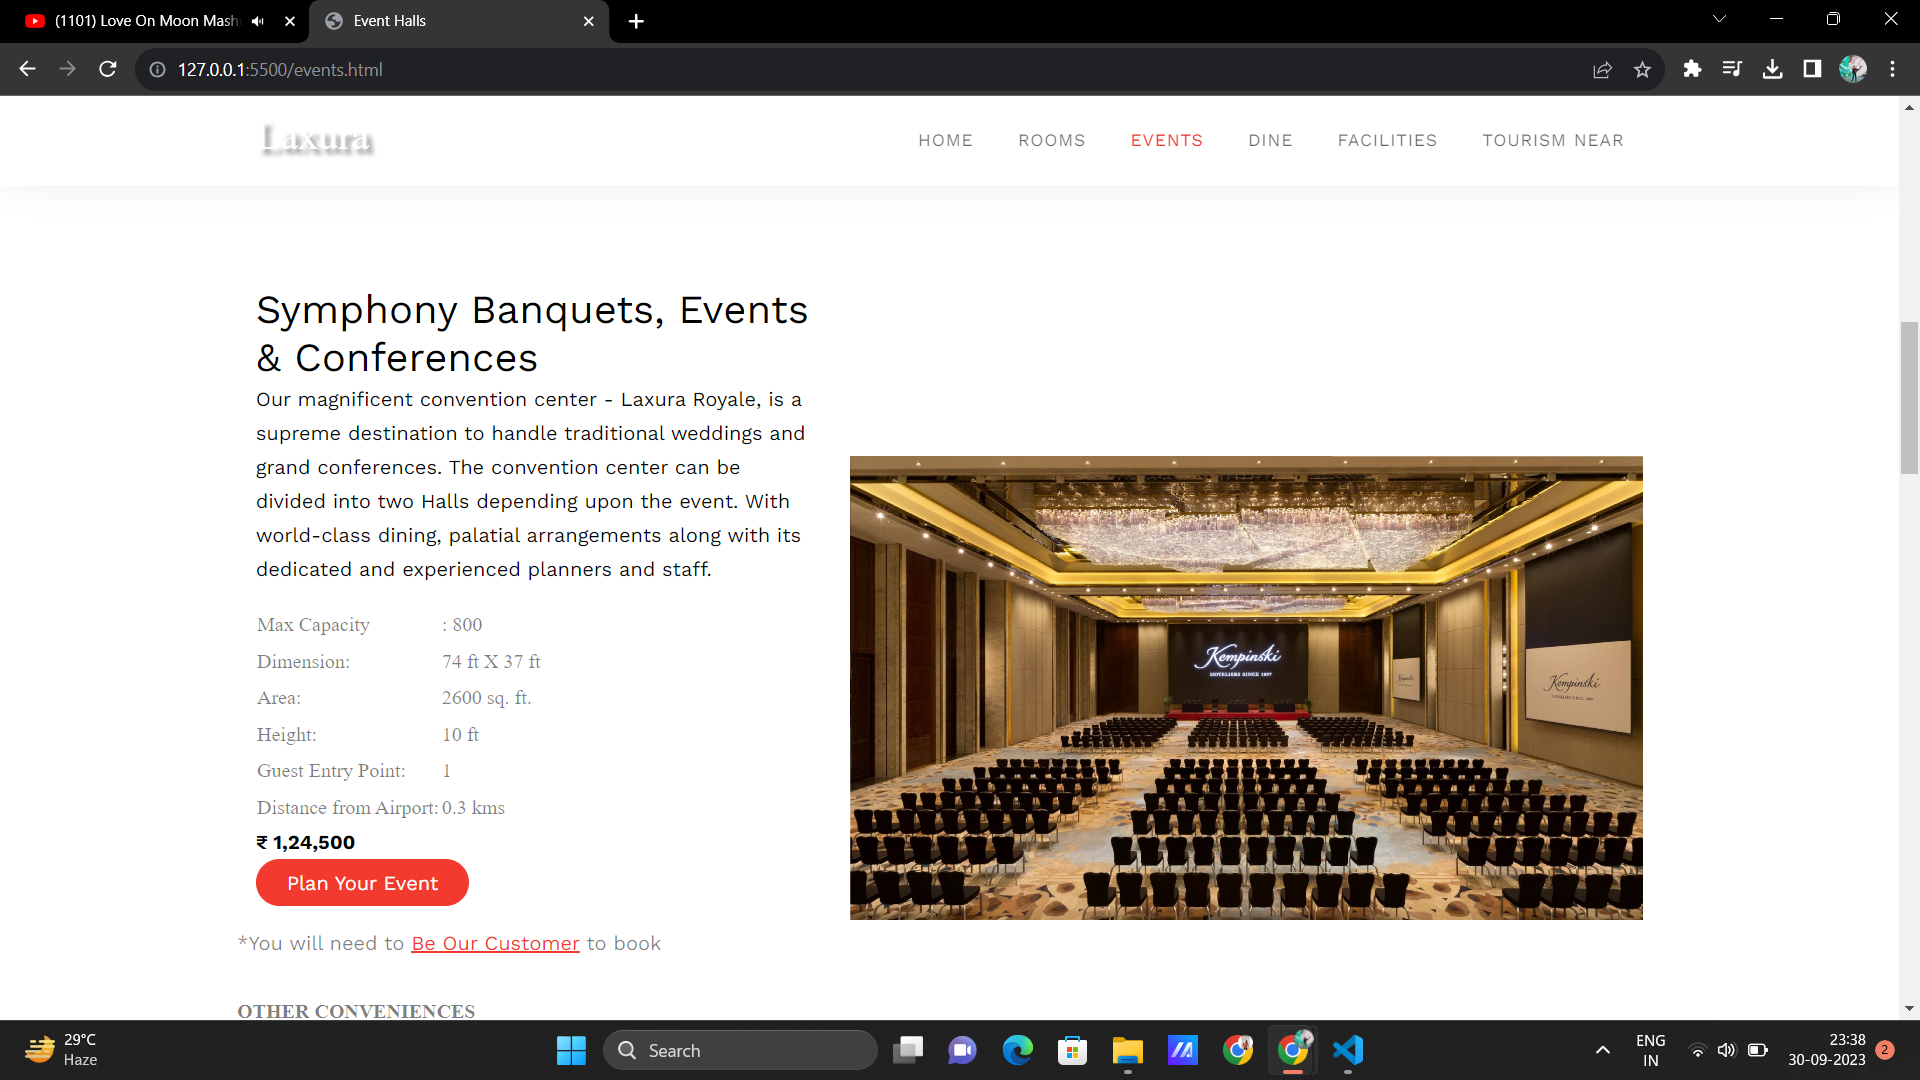 (1101) Love On Moon Mash
Event Halls
127.0.0.1:5500/events.html
Laxura
HOME ROOMS EVENTS DINE FACILITIES TOURISM NEAR
Symphony Banquets, Events
& Conferences
Our magnificent convention center - Laxura Royale, is a
supreme destination to handle traditional weddings and
grand conferences. The convention center can be
divided into two Halls depending upon the event. With
world-class dining, palatial arrangements along with its
dedicated and experienced planners and staff.
Max Capacity : 800
Dimension: 74 ft X 37 ft
Area: 2600 sq. ft.
Height: 10 ft
Guest Entry Point: 1
Distance from Airport: 0.3 kms
₹ 1,24,500
Plan Your Event
*You will need to Be Our Customer to book
OTHER CONVENIENCES
Kempinski
HOTELIERS SINCE 1897
Kempinski
Kempinski
HOTELIERS SINCE 1897
29°C
Haze
Search
ENG
IN
23:38
30-09-2023
2